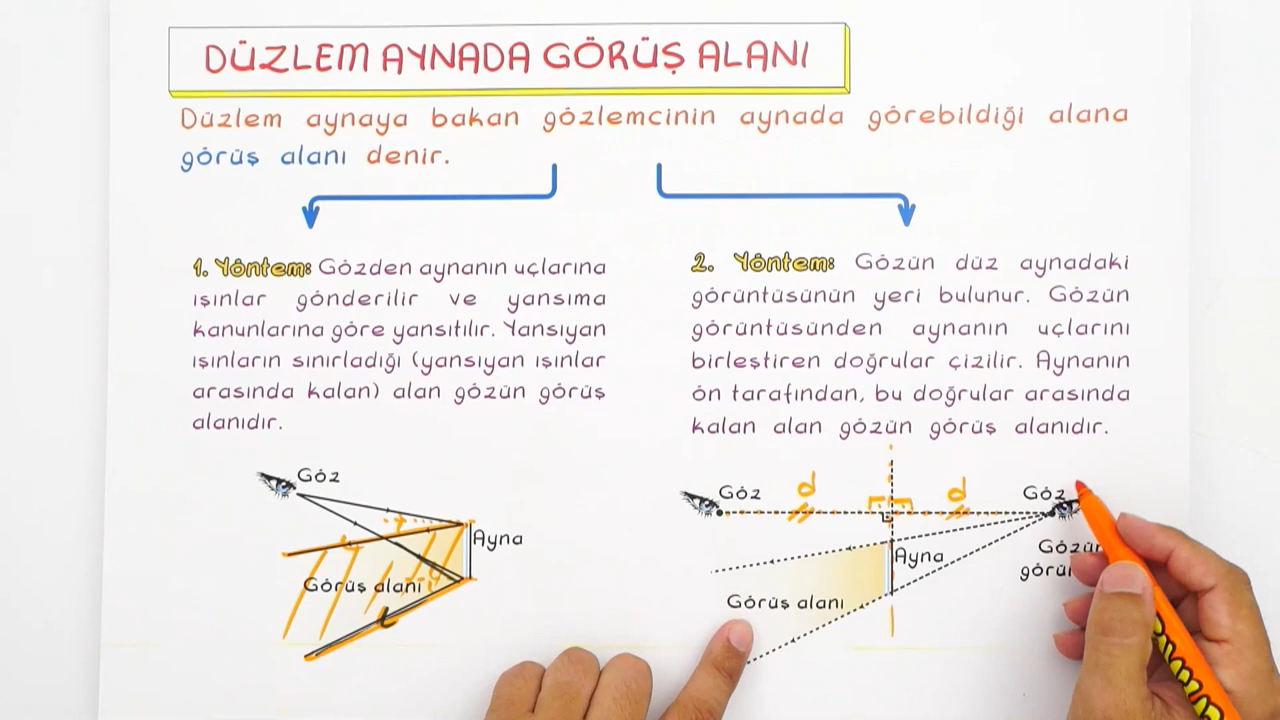 DÜZLEM AYNADA GÖRÜŞ ALANI
Düzlem aynaya bakan gözlemcinin aynada görebildiği alana
görüş alanı denir.
1. Yöntem: Gözden aynanın uçlarına
ışınlar gönderilir ve yansıma
kanunlarına göre yansıtılır. Yansıyan
ışınların sınırladığı (yansıyan ışınlar
arasında kalan) alan gözün görüş
alanıdır.
2. Yöntem: Gözün düz aynadaki
görüntüsünün yeri bulunur. Gözün
görüntüsünden aynanın uçlarını
birleştiren doğrular çizilir. Aynanın
ön tarafından, bu doğrular arasında
kalan alan gözün görüş alanıdır.
Göz
Ayna
Görüş alanı
Göz
d
d
Göz
Ayna
Görüş alanı